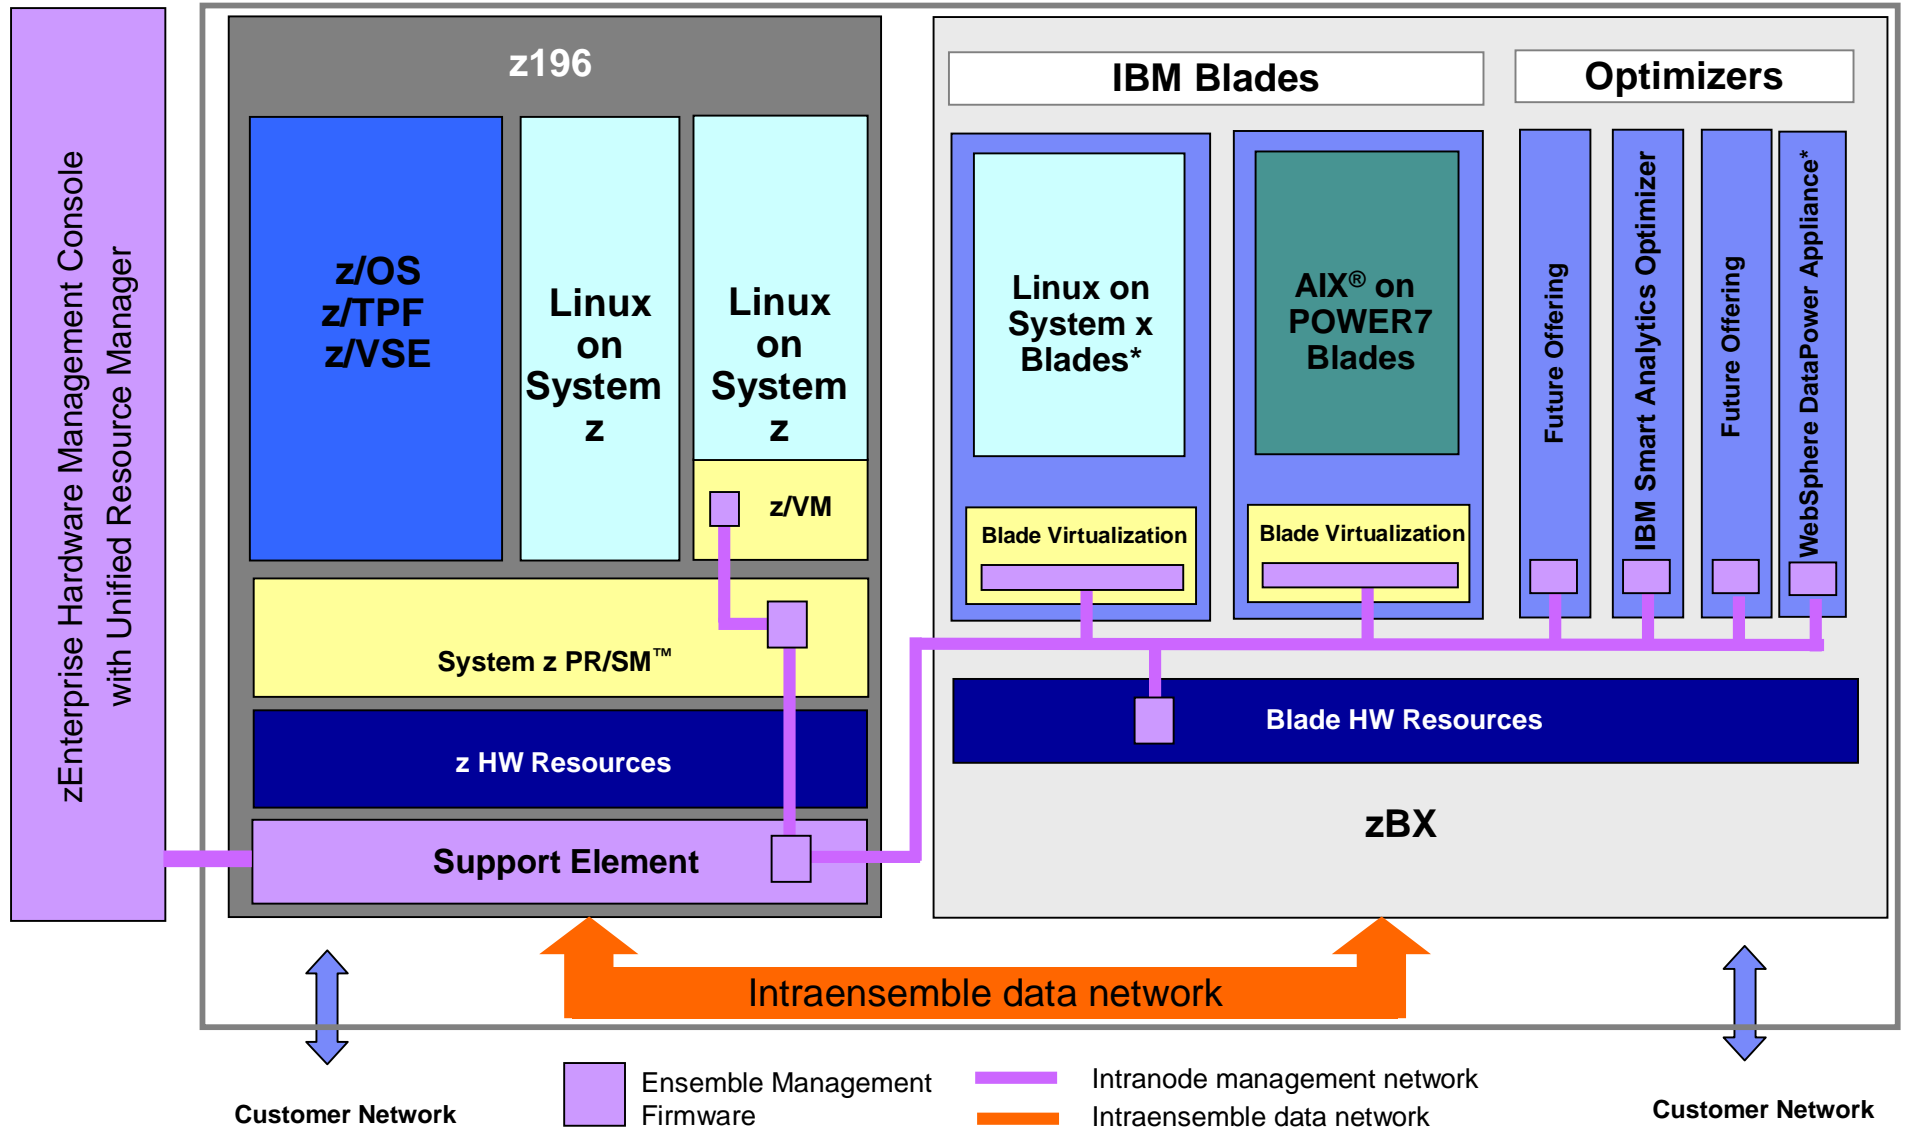 zEnterprise Hardware Management Console
with Unified Resource Manager
z196
z/OS
z/TPF
z/VSE
Linux
on
System
z
Linux
on
System
z
z/VM
System z PR/SM™
z HW Resources
Support Element
IBM Blades
Optimizers
Linux on
System x
Blades*
Blade Virtualization
AIX® on
POWER7
Blades
Blade Virtualization
Future Offering
IBM Smart Analytics Optimizer
Future Offering
WebSphere DataPower Appliance*
Blade HW Resources
zBX
Intraensemble data network
Customer Network
Ensemble Management
Firmware
Intranode management network
Intraensemble data network
Customer Network